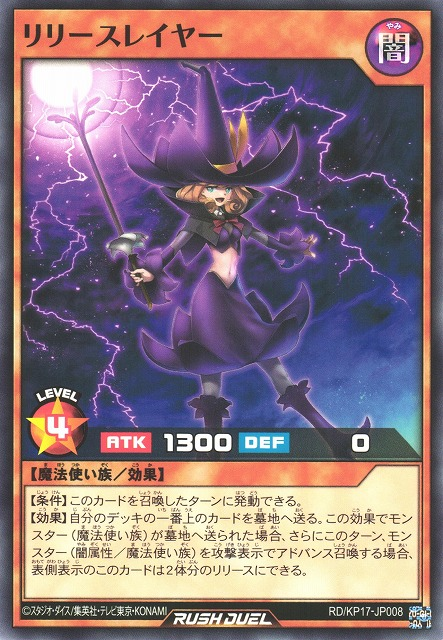 リリースレイヤー
やみ
闇
LEVEL
4
ATK 1300 DEF 0
【魔法使い族/効果】
【条件】このカードを召喚したターンに発動できる。
【効果】自分のデッキの一番上のカードを墓地へ送る。この効果でモン
スター(魔法使い族)が墓地へ送られた場合、さらにこのターン、モン
スター(闇属性/魔法使い族)を攻撃表示でアドバンス召喚する場合、
表側表示のこのカードは2体分のリリースにできる。
©スタジオ・ダイス/集英社・テレビ東京・KONAMI
RUSH DUEL
RD/KP17-JP008